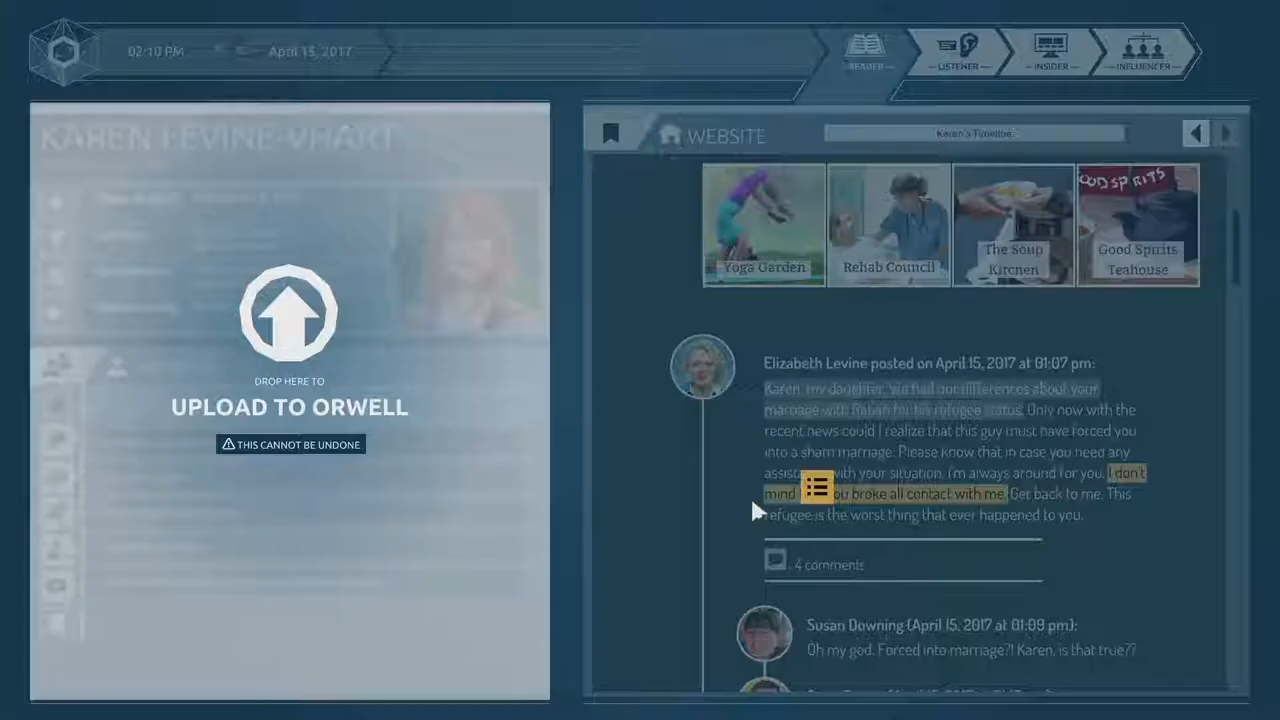 02:10 PM
April 15, 2017
READER
LISTENER
INSIDER
INFLUENCER
KAREN LEVINE-VHART
DROP HERE TO
UPLOAD TO ORWELL
THIS CANNOT BE UNDONE
WEBSITE
Karen's Timeline
OOD SPIRITS
Yoga Garden
Rehab Council
The Soup
Kitchen
Good Spirits
Teahouse
Elizabeth Levine posted on April 15, 2017 at 01:07 pm:
Karen, my daughter. We had our differences about your
marriage with Raban for his refugee status. Only now with the
recent news could I realize that this guy must have forced you
into a sham marriage. Please know that in case you need any
with your situation, I'm always around for you. I don't
mind you broke all contact with me. Get back to me. This
refugee is the worst thing that ever happened to you.
4 comments
Susan Downing (April 15, 2017 at 01:09 pm):
Oh my god. Forced into marriage?! Karen, is that true??